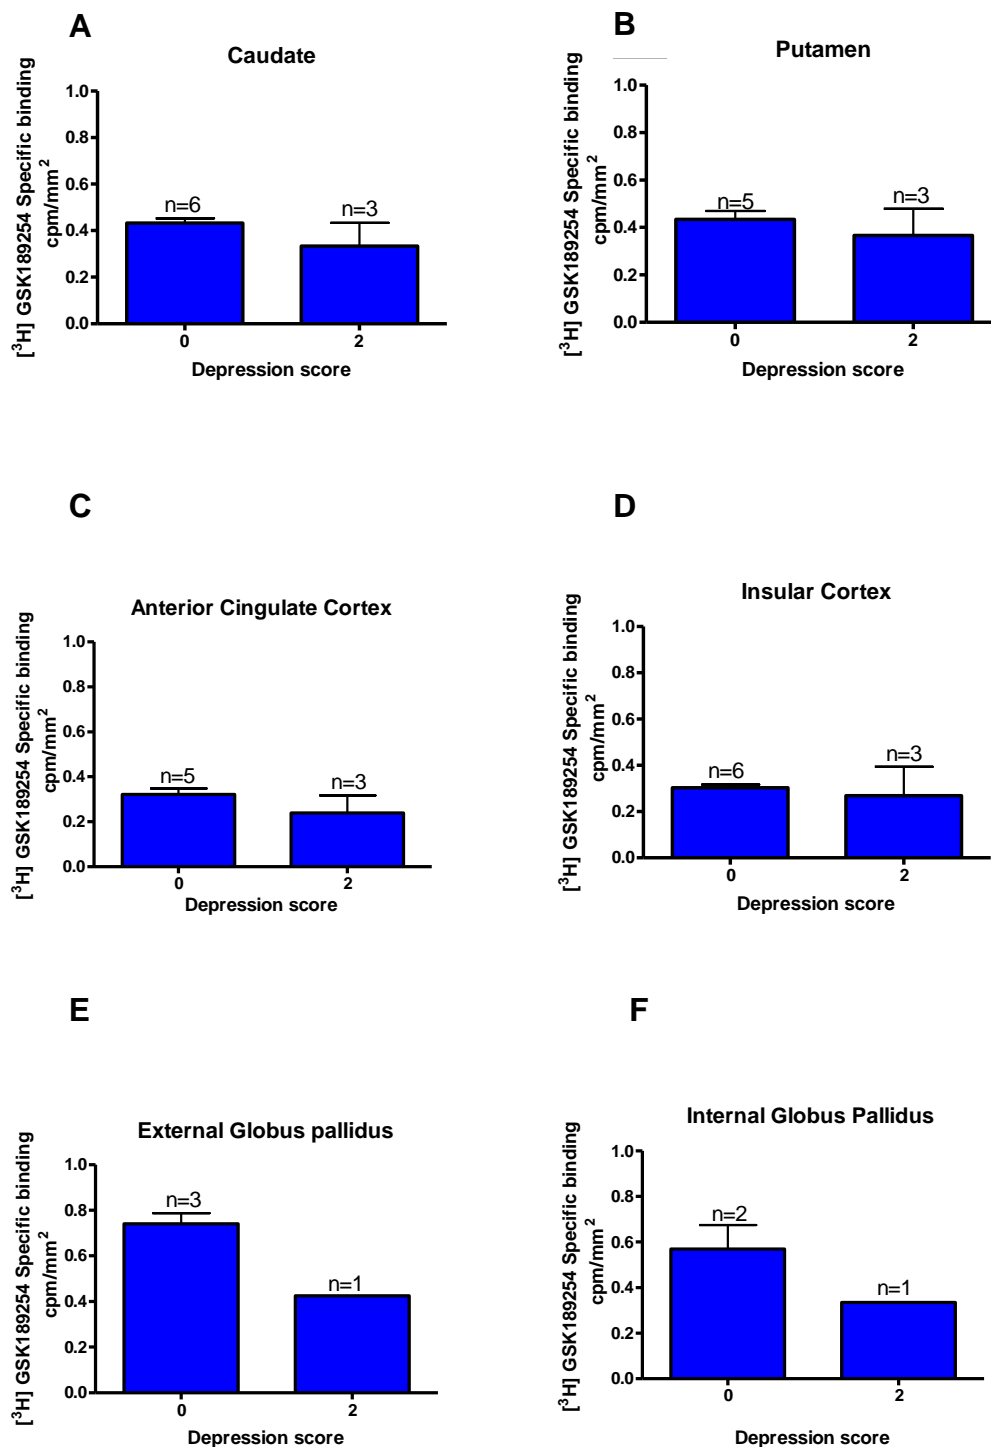 A
Caudate
[³H] GSK189254 Specific binding
cpm/mm²
1.0
0.8
0.6
0.4
0.2
0.0
n=6
n=3
0
2
Depression score
B
Putamen
[³H] GSK189254 Specific binding
cpm/mm²
1.0
0.8
0.6
0.4
0.2
0.0
n=5
n=3
0
2
Depression score
C
Anterior Cingulate Cortex
[³H] GSK189254 Specific binding
cpm/mm²
1.0
0.8
0.6
0.4
0.2
0.0
n=5
n=3
0
2
Depression score
D
Insular Cortex
[³H] GSK189254 Specific binding
cpm/mm²
1.0
0.8
0.6
0.4
0.2
0.0
n=6
n=3
0
2
Depression score
E
External Globus pallidus
[³H] GSK189254 Specific binding
cpm/mm²
1.0
0.8
0.6
0.4
0.2
0.0
n=3
n=1
0
2
Depression score
F
Internal Globus Pallidus
[³H] GSK189254 Specific binding
cpm/mm²
1.0
0.8
0.6
0.4
0.2
0.0
n=2
n=1
0
2
Depression score